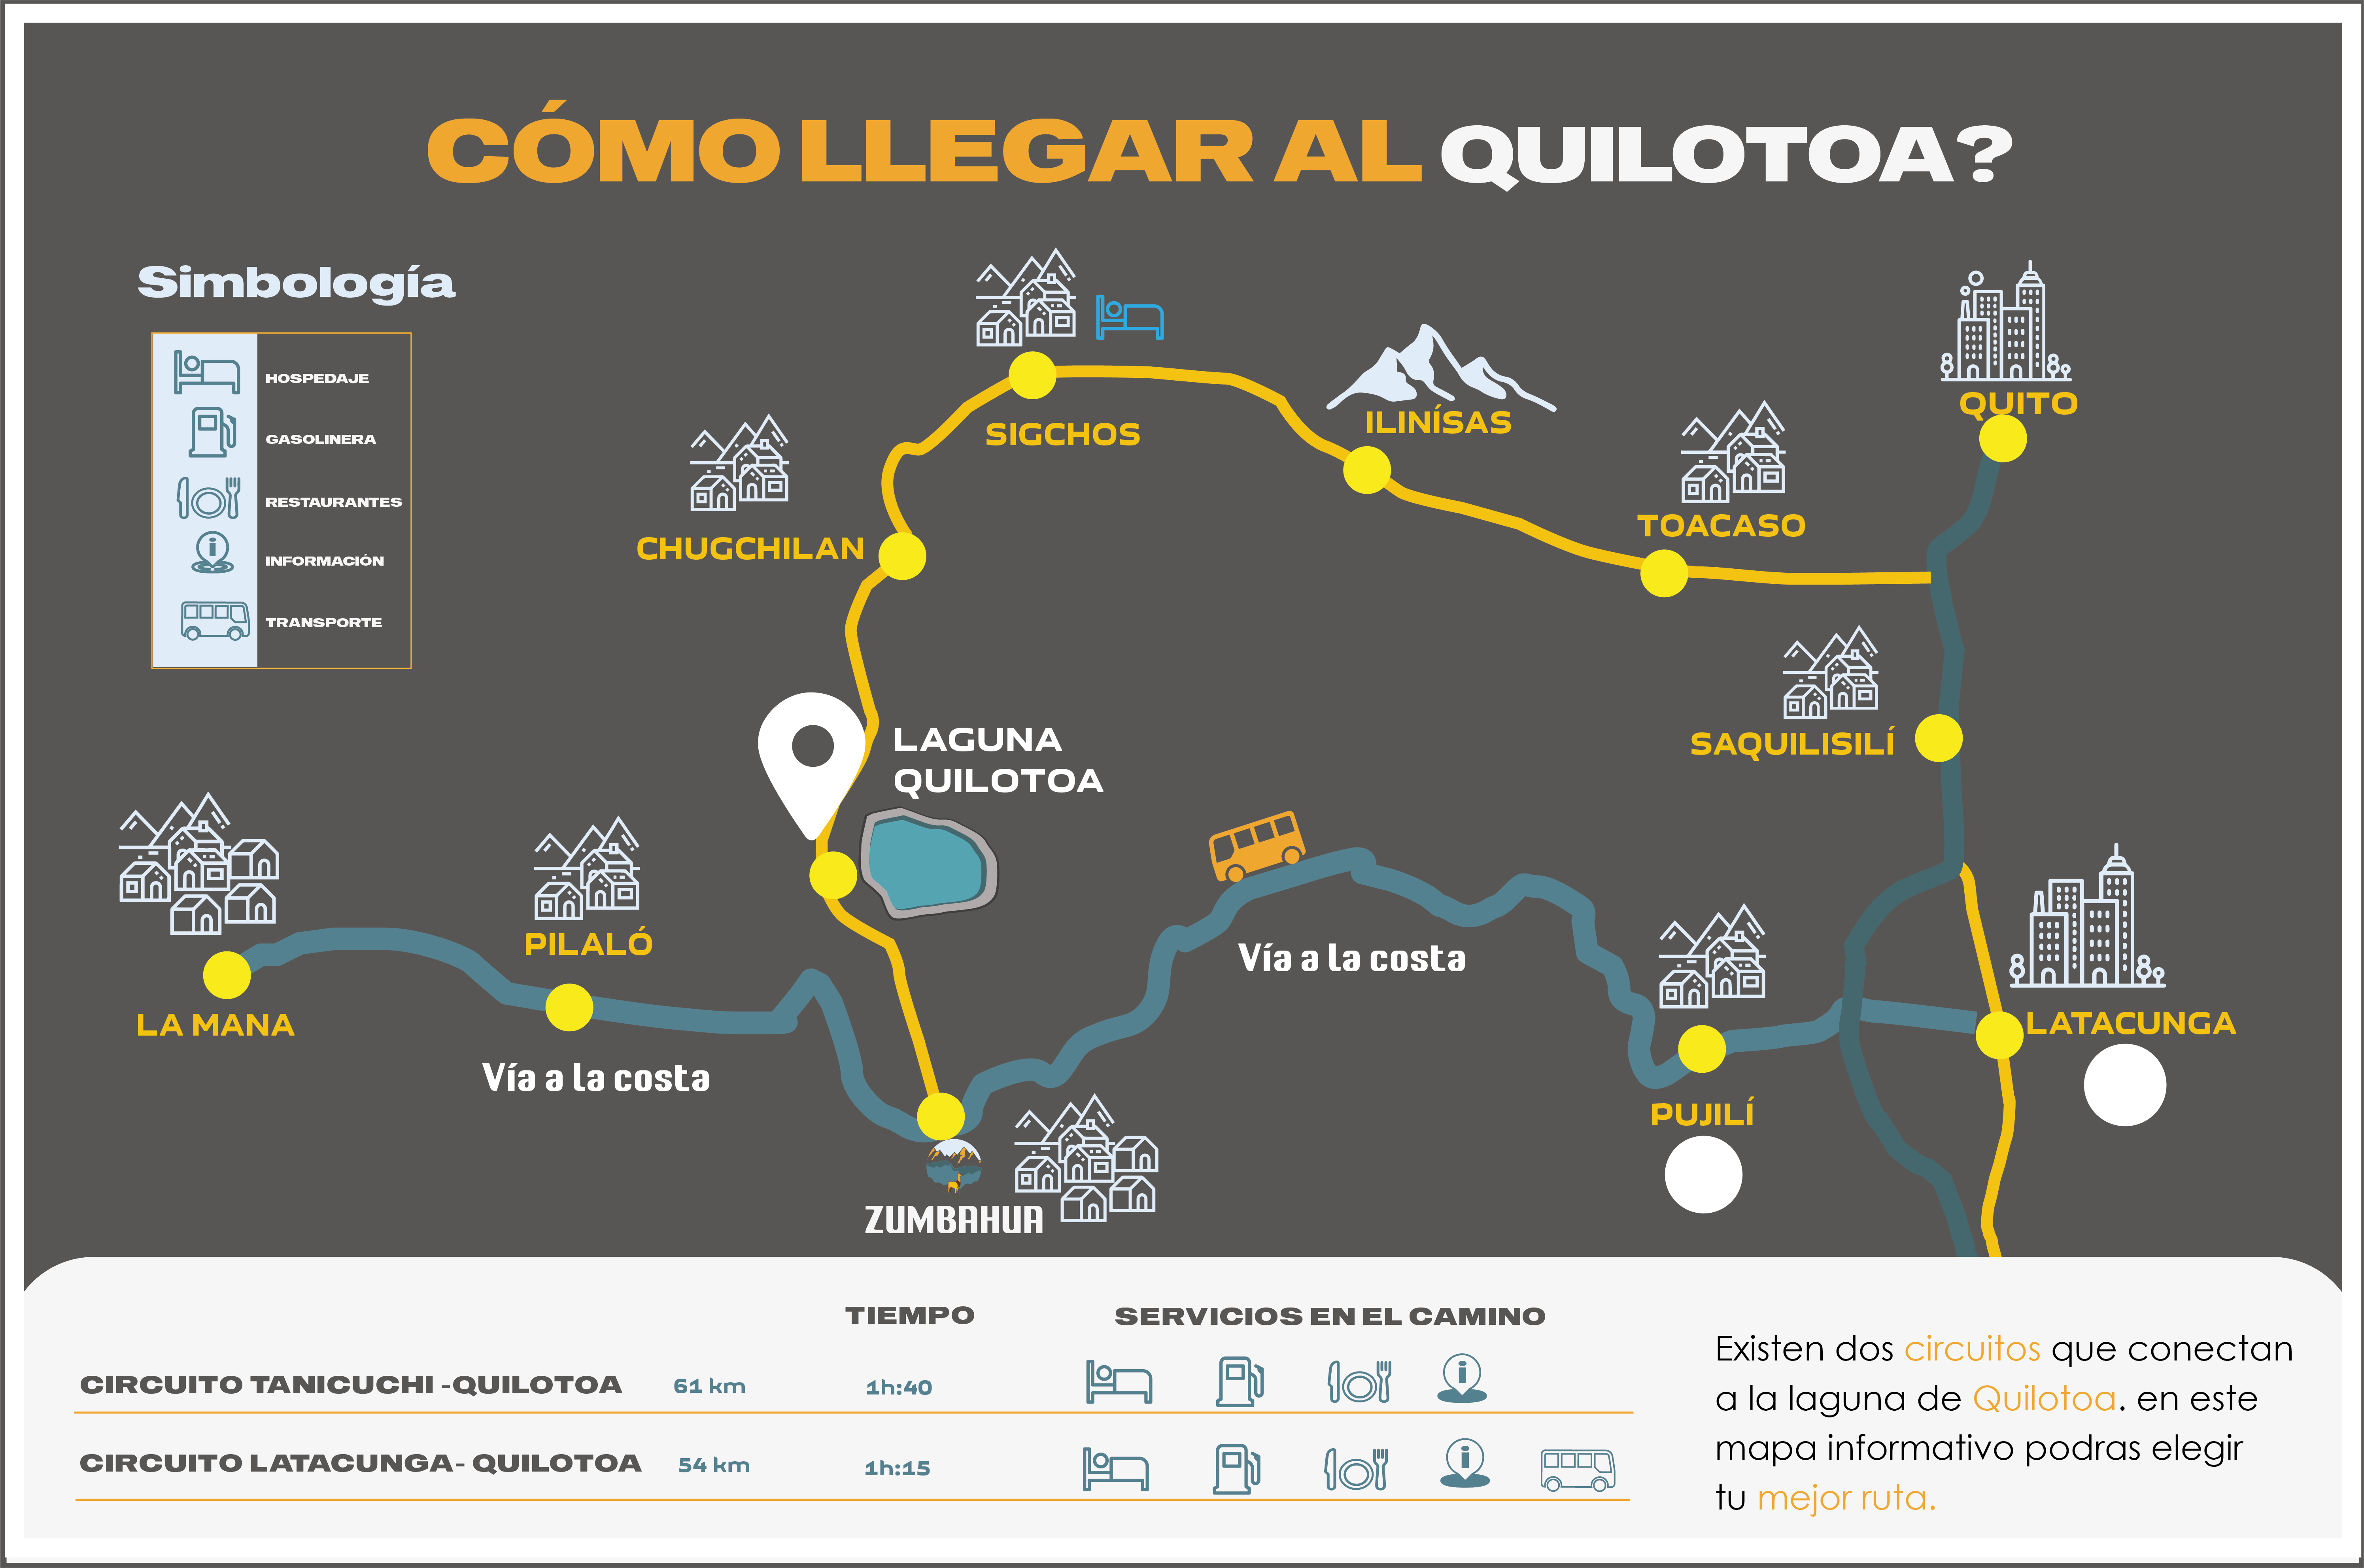 CÓMO LLEGAR AL QUILOTOA?
Simbología
HOSPEDAJE
GASOLINERA
RESTAURANTES
INFORMACIÓN
TRANSPORTE
SIGCHOS
ILINÍSAS
QUITO
TOACASO
CHUGCHILAN
SAQUILISILÍ
LAGUNA
QUILOTOA
PILALÓ
LA MANA
Vía a la costa
Vía a la costa
LATACUNGA
PUJILÍ
ZUMBAHUA
TIEMPO
SERVICIOS EN EL CAMINO
CIRCUITO TANICUCHI -QUILOTOA 61 km 1h:40
CIRCUITO LATACUNGA- QUILOTOA 54 km 1h:15
Existen dos circuitos que conectan
a la laguna de Quilotoa. en este
mapa informativo podras elegir
tu mejor ruta.